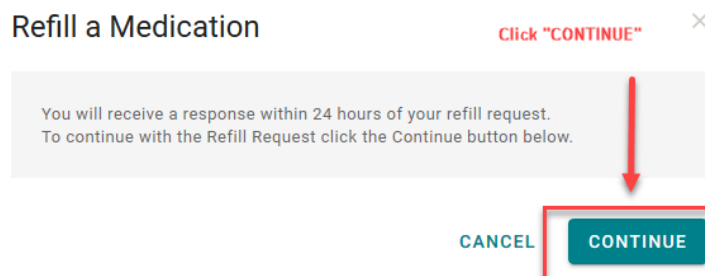 Refill a Medication
Click "CONTINUE"
You will receive a response within 24 hours of your refill request.
To continue with the Refill Request click the Continue button below.
CANCEL
CONTINUE